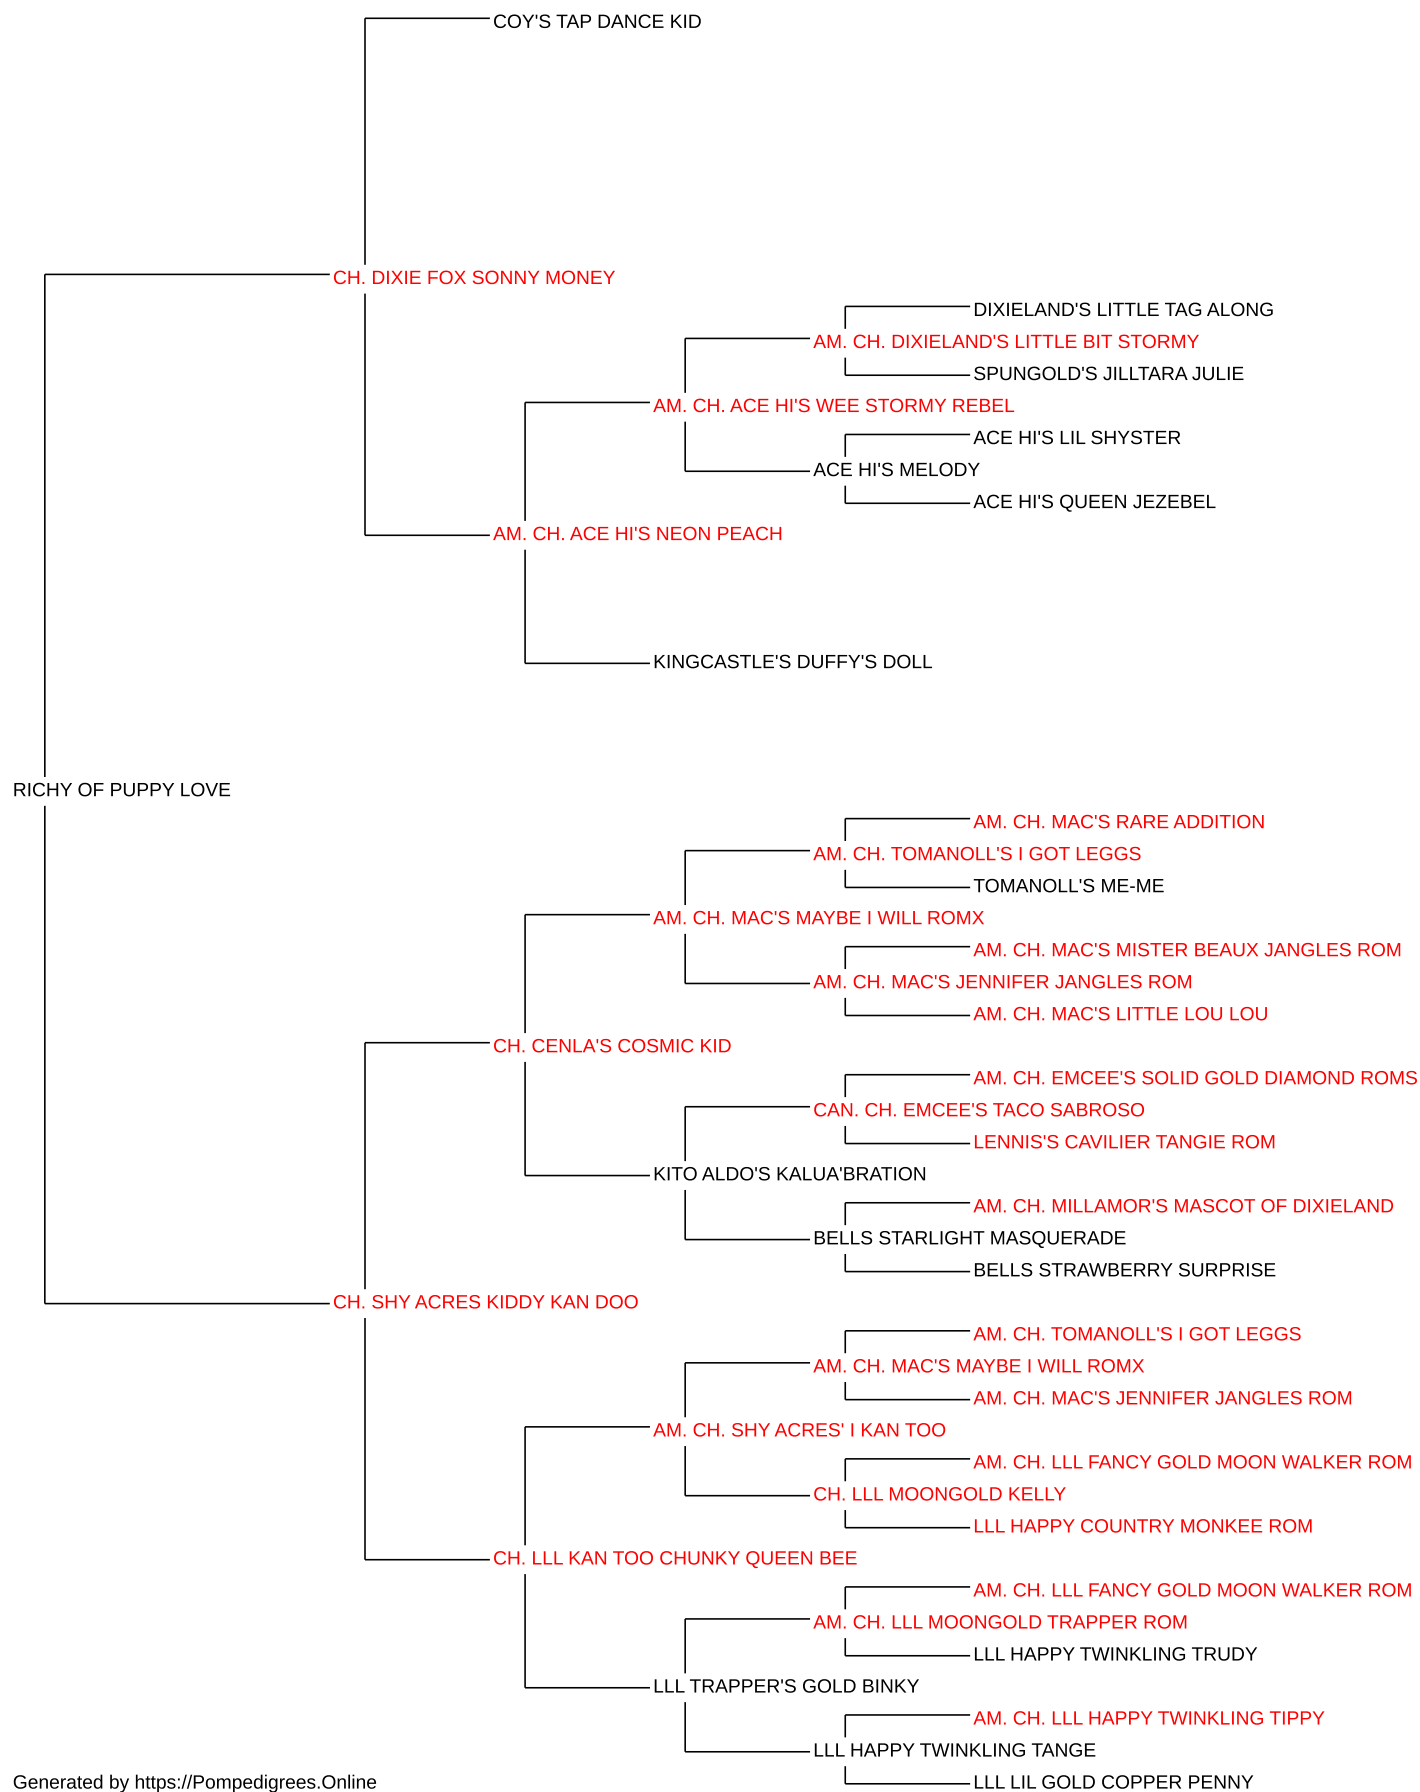 COY'S TAP DANCE KID
CH. DIXIE FOX SONNY MONEY
DIXIELAND'S LITTLE TAG ALONG
AM. CH. DIXIELAND'S LITTLE BIT STORMY
SPUNGOLD'S JILLTARA JULIE
AM. CH. ACE HI'S WEE STORMY REBEL
ACE HI'S LIL SHYSTER
ACE HI'S MELODY
ACE HI'S QUEEN JEZEBEL
AM. CH. ACE HI'S NEON PEACH
KINGCASTLE'S DUFFY'S DOLL
RICHY OF PUPPY LOVE
AM. CH. MAC'S RARE ADDITION
AM. CH. TOMANOLL'S I GOT LEGGS
TOMANOLL'S ME-ME
AM. CH. MAC'S MAYBE I WILL ROMX
AM. CH. MAC'S MISTER BEAUX JANGLES ROM
AM. CH. MAC'S JENNIFER JANGLES ROM
AM. CH. MAC'S LITTLE LOU LOU
CH. CENLA'S COSMIC KID
AM. CH. EMCEE'S SOLID GOLD DIAMOND ROMS
CAN. CH. EMCEE'S TACO SABROSO
LENNIS'S CAVILIER TANGIE ROM
KITO ALDO'S KALUA'BRATION
AM. CH. MILLAMOR'S MASCOT OF DIXIELAND
BELLS STARLIGHT MASQUERADE
BELLS STRAWBERRY SURPRISE
CH. SHY ACRES KIDDY KAN DOO
AM. CH. TOMANOLL'S I GOT LEGGS
AM. CH. MAC'S MAYBE I WILL ROMX
AM. CH. MAC'S JENNIFER JANGLES ROM
AM. CH. SHY ACRES' I KAN TOO
AM. CH. LLL FANCY GOLD MOON WALKER ROM
CH. LLL MOONGOLD KELLY
LLL HAPPY COUNTRY MONKEE ROM
CH. LLL KAN TOO CHUNKY QUEEN BEE
AM. CH. LLL FANCY GOLD MOON WALKER ROM
AM. CH. LLL MOONGOLD TRAPPER ROM
LLL HAPPY TWINKLING TRUDY
LLL TRAPPER'S GOLD BINKY
AM. CH. LLL HAPPY TWINKLING TIPPY
LLL HAPPY TWINKLING TANGE
LLL LIL GOLD COPPER PENNY
Generated by https://Pompedigrees.Online